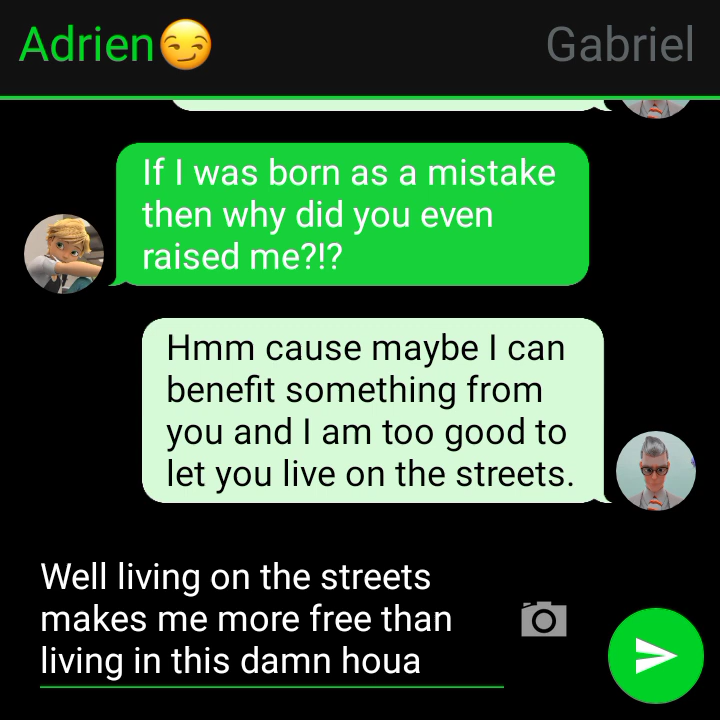 Adrien😏 Gabriel
If I was born as a mistake
then why did you even
raised me?!?
Hmm cause maybe I can
benefit something from
you and I am too good to
let you live on the streets.
Well living on the streets
makes me more free than
living in this damn houa